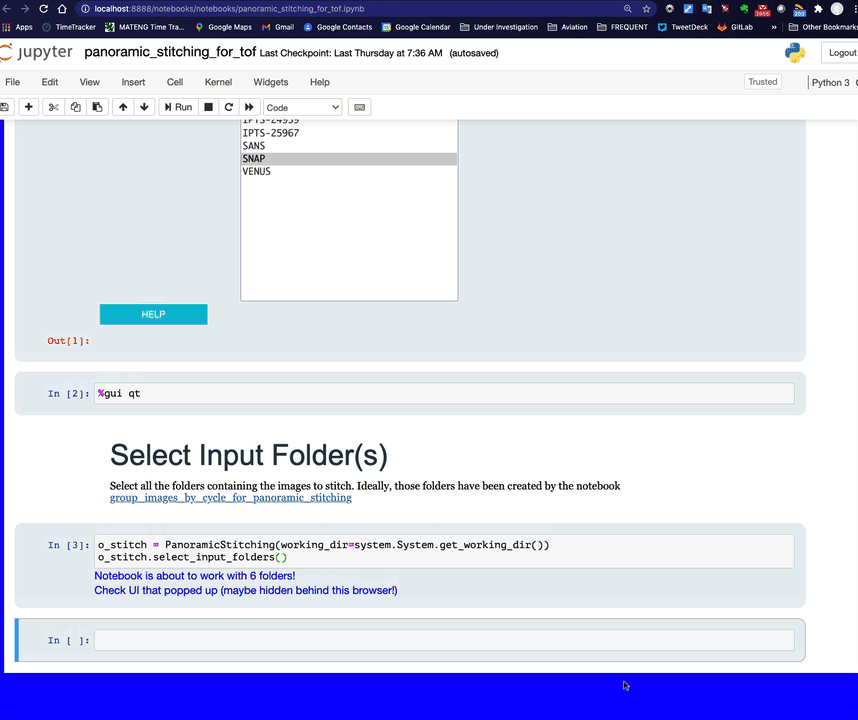 localhost:8888/notebooks/notebooks/panoramic_stitching_for_tof.ipynb
Apps TimeTracker MATENG Time Tra... Google Maps Gmail Google Contacts Google Calendar Under Investigation Aviation FREQUENT TweetDeck GitLab » Other Bookmarks
jupyter panoramic_stitching_for_tof Last Checkpoint: Last Thursday at 7:36 AM (autosaved) Logout
File Edit View Insert Cell Kernel Widgets Help Trusted Python 3
Run Code
IPTS-24959
IPTS-25967
SANS
SNAP
VENUS
HELP
Out[1]:
In [2]: %gui qt
Select Input Folder(s)
Select all the folders containing the images to stitch. Ideally, those folders have been created by the notebook
group_images_by_cycle_for_panoramic_stitching
In [3]: o_stitch = PanoramicStitching(working_dir=system.System.get_working_dir())
o_stitch.select_input_folders()
Notebook is about to work with 6 folders!
Check UI that popped up (maybe hidden behind this browser!)
In [ ]: